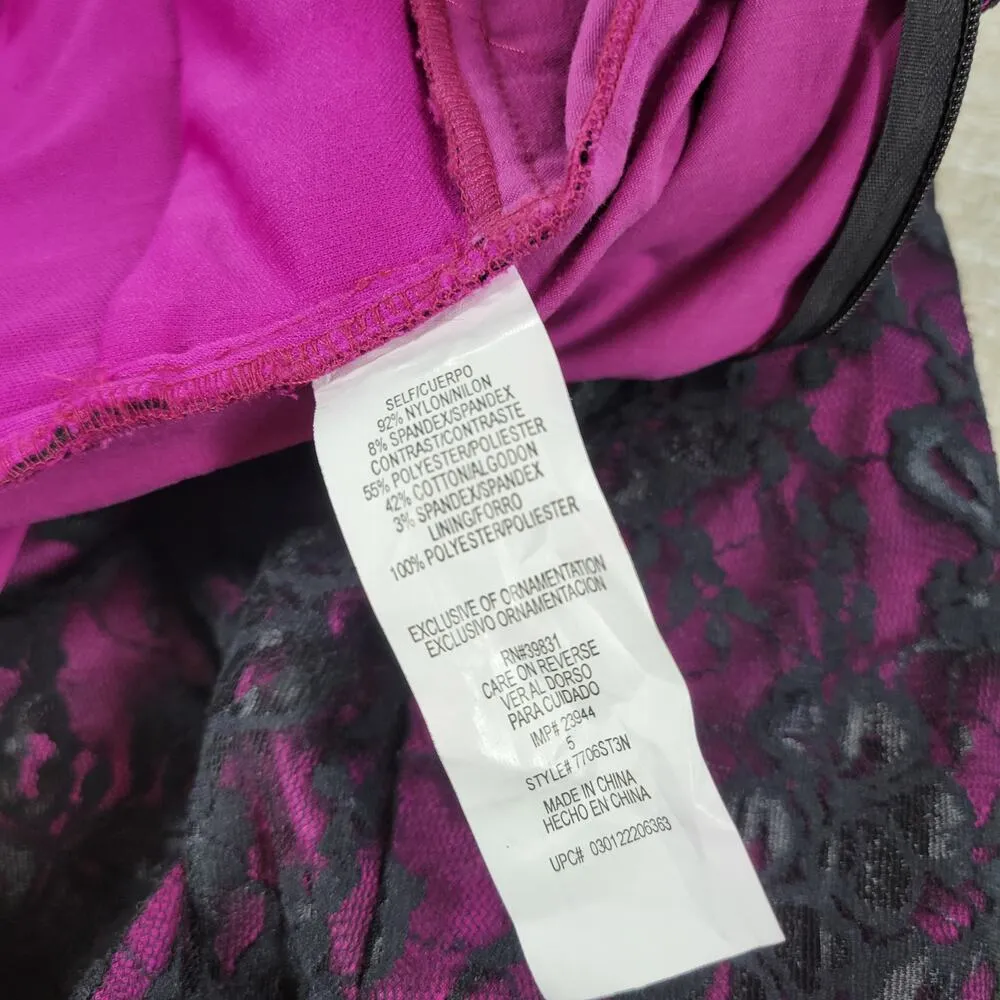 SELF/CUERPO
92% NYLON/NILON
8% SPANDEX/SPANDEX
CONTRAST/CONTRASTE
55% POLYESTER/POLIESTER
42% COTTON/ALGODON
3% SPANDEX/SPANDEX
LINING/FORRO
100% POLYESTER/POLIESTER
EXCLUSIVE OF ORNAMENTATION
EXCLUSIVO ORNAMENTACION
RN#39831
CARE ON REVERSE
VER AL DORSO
PARA CUIDADO
IMP# 23944
5
STYLE# 7706ST3N
MADE IN CHINA
HECHO EN CHINA
UPC# 030122206363